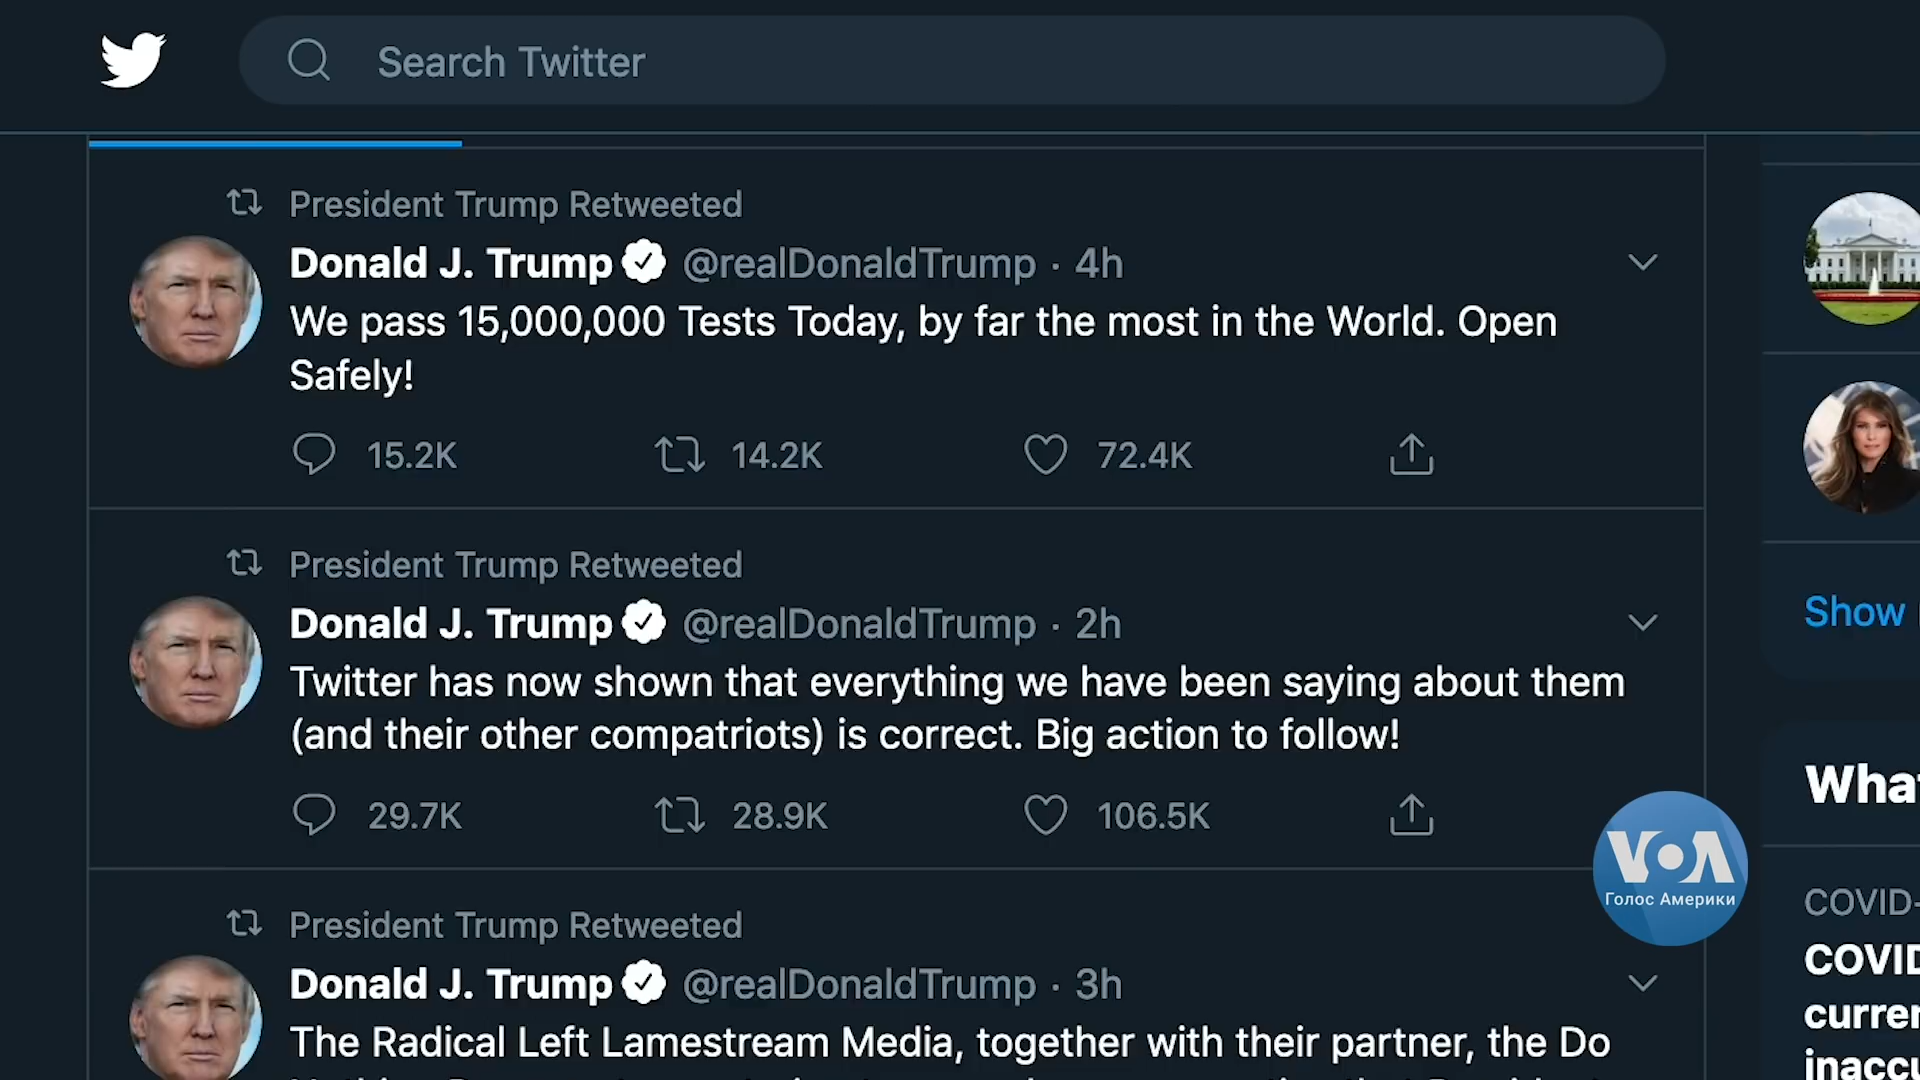 Search Twitter
President Trump Retweeted
Donald J. Trump @realDonaldTrump · 4h
We pass 15,000,000 Tests Today, by far the most in the World. Open
Safely!
15.2K 14.2K 72.4K
President Trump Retweeted
Donald J. Trump @realDonaldTrump · 2h
Twitter has now shown that everything we have been saying about them
(and their other compatriots) is correct. Big action to follow!
29.7K 28.9K 106.5K
President Trump Retweeted
Donald J. Trump @realDonaldTrump · 3h
The Radical Left Lamestream Media, together with their partner, the Do
Show
What
VOA
Голос Америки
COVID-
COVID
curren
inaccu